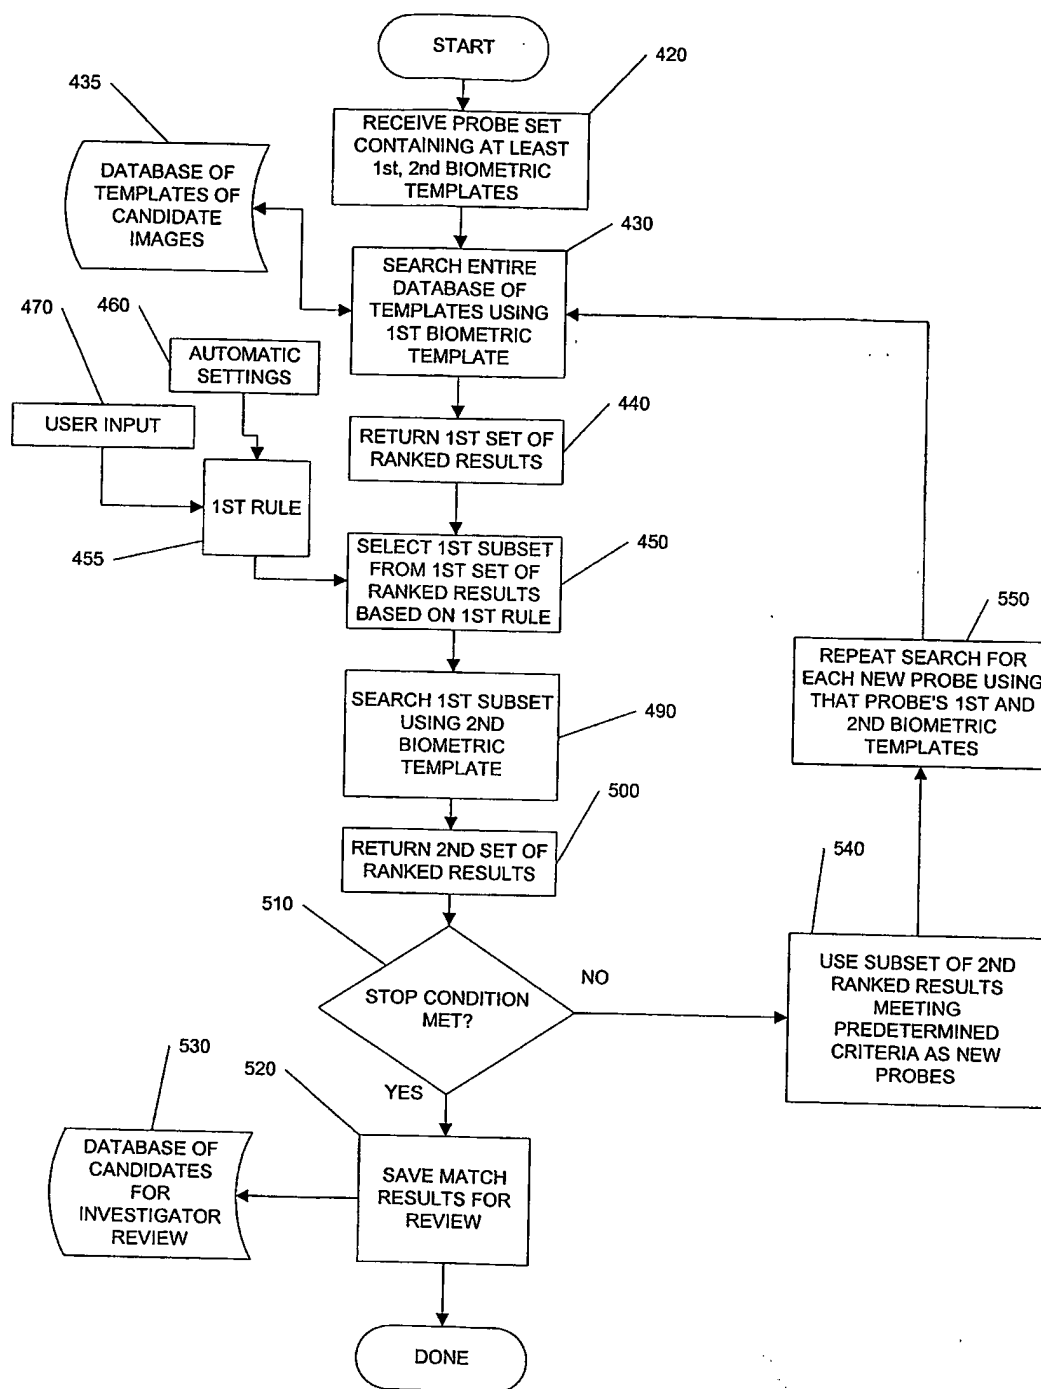 START
420
RECEIVE PROBE SET
CONTAINING AT LEAST
1st, 2nd BIOMETRIC
TEMPLATES
435
DATABASE OF
TEMPLATES OF
CANDIDATE
IMAGES
430
SEARCH ENTIRE
DATABASE OF
TEMPLATES USING
1ST BIOMETRIC
TEMPLATE
470
460
AUTOMATIC
SETTINGS
USER INPUT
440
RETURN 1ST SET OF
RANKED RESULTS
1ST RULE
455
450
SELECT 1ST SUBSET
FROM 1ST SET OF
RANKED RESULTS
BASED ON 1ST RULE
550
REPEAT SEARCH FOR
EACH NEW PROBE USING
THAT PROBE'S 1ST AND
2ND BIOMETRIC
TEMPLATES
490
SEARCH 1ST SUBSET
USING 2ND
BIOMETRIC
TEMPLATE
500
RETURN 2ND SET OF
RANKED RESULTS
540
USE SUBSET OF 2ND
RANKED RESULTS
MEETING
PREDETERMINED
CRITERIA AS NEW
PROBES
510
STOP CONDITION
MET?
NO
YES
530
520
DATABASE OF
CANDIDATES
FOR
INVESTIGATOR
REVIEW
SAVE MATCH
RESULTS FOR
REVIEW
DONE